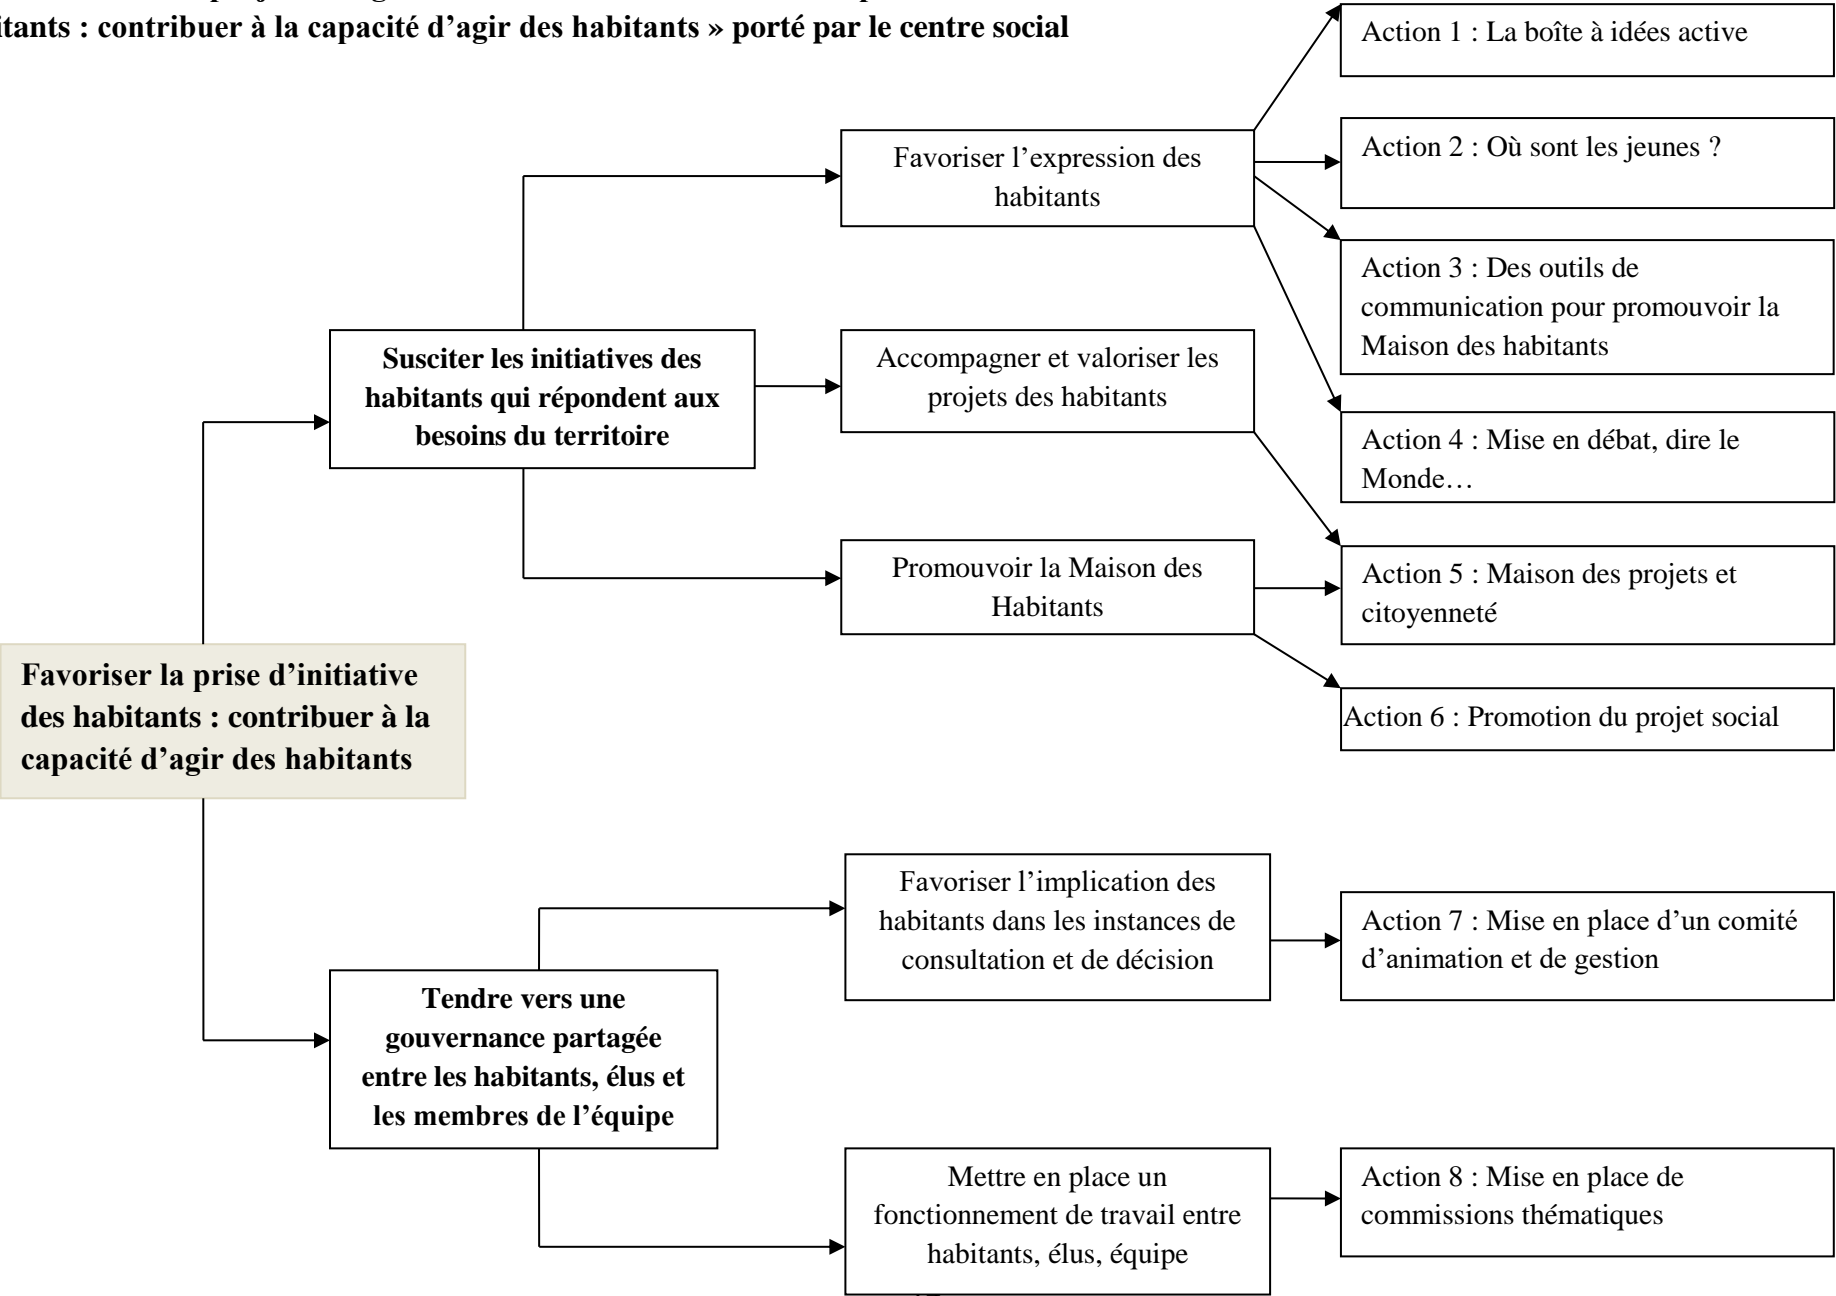 itants : contribuer à la capacité d’agir des habitants » porté par le centre social
Action 1 : La boîte à idées active
Favoriser l’expression des
habitants
Action 2 : Où sont les jeunes ?
Action 3 : Des outils de
communication pour promouvoir la
Maison des habitants
Susciter les initiatives des
habitants qui répondent aux
besoins du territoire
Accompagner et valoriser les
projets des habitants
Action 4 : Mise en débat, dire le
Monde…
Promouvoir la Maison des
Habitants
Action 5 : Maison des projets et
citoyenneté
Favoriser la prise d’initiative
des habitants : contribuer à la
capacité d’agir des habitants
Action 6 : Promotion du projet social
Favoriser l’implication des
habitants dans les instances de
consultation et de décision
Action 7 : Mise en place d’un comité
d’animation et de gestion
Tendre vers une
gouvernance partagée
entre les habitants, élus et
les membres de l’équipe
Mettre en place un
fonctionnement de travail entre
habitants, élus, équipe
Action 8 : Mise en place de
commissions thématiques